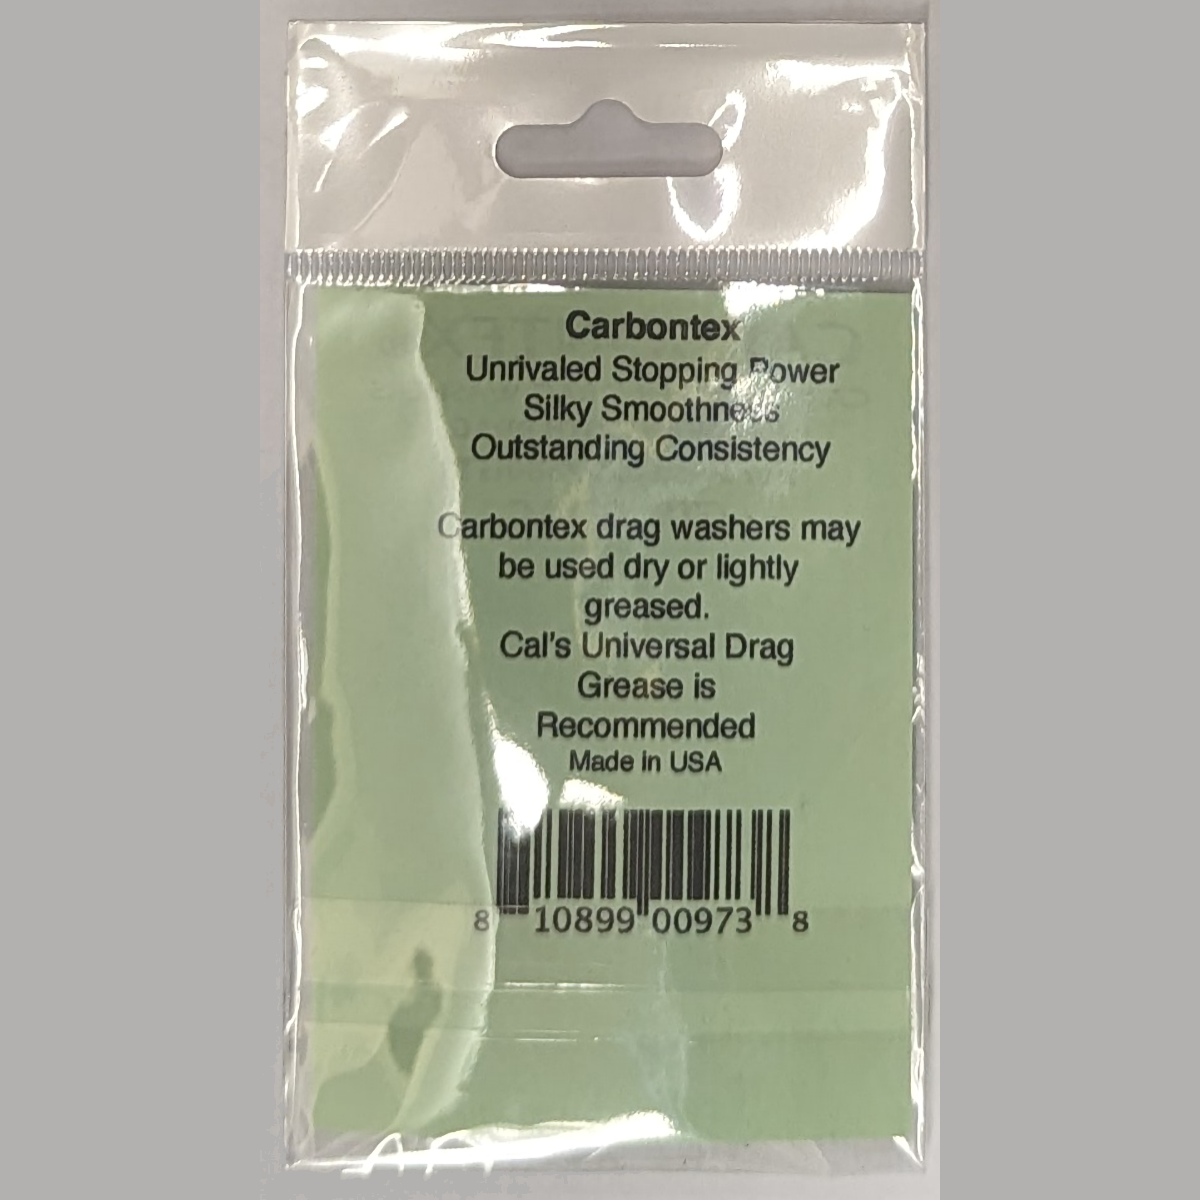 Carbontex
Unrivaled Stopping Power
Silky Smoothness
Outstanding Consistency
Carbontex drag washers may
be used dry or lightly
greased.
Cal's Universal Drag
Grease is
Recommended
Made in USA
8 10899 00973 8